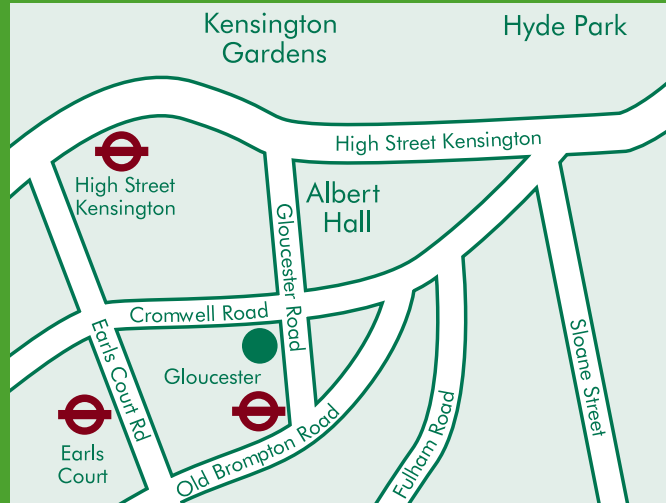 Kensington
Gardens
Hyde Park
High Street Kensington
High Street
Kensington
Albert
Hall
Gloucester Road
Cromwell Road
Earls Court Rd
Gloucester
Sloane Street
Earls
Court
Old Brompton Road
Fulham Road